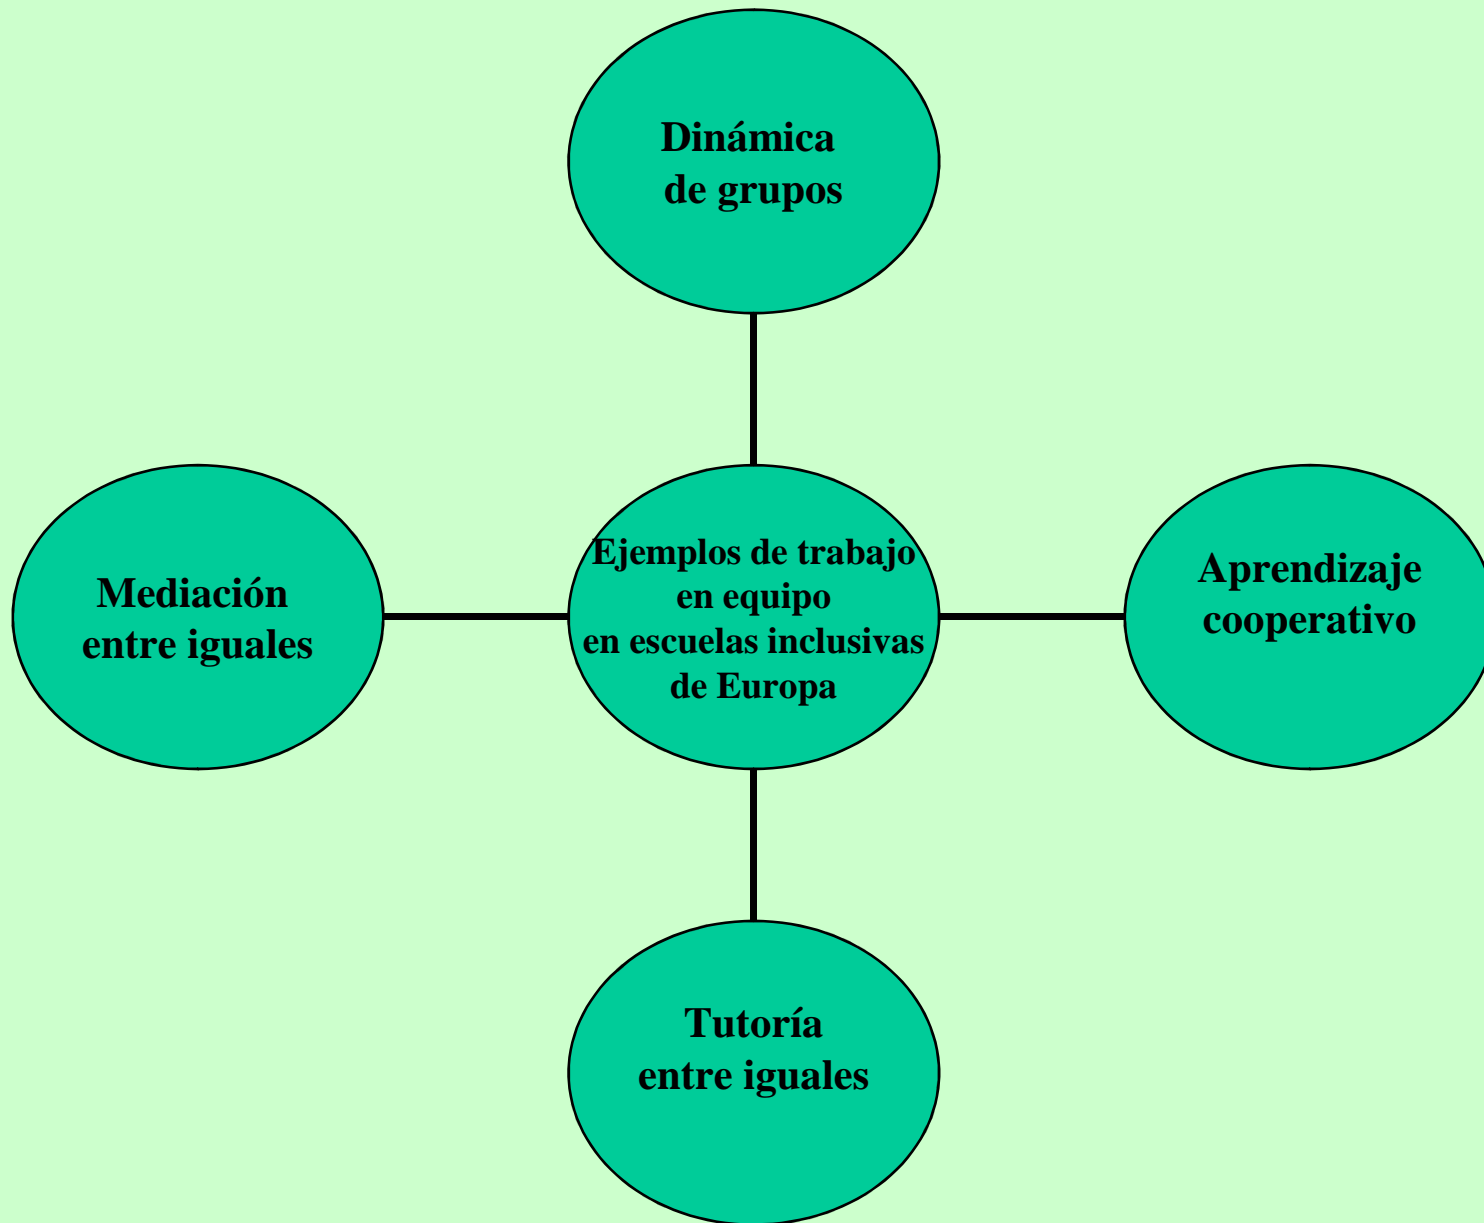 Dinámica
de grupos
Mediación
entre iguales
Ejemplos de trabajo
en equipo
en escuelas inclusivas
de Europa
Aprendizaje
cooperativo
Tutoría
entre iguales